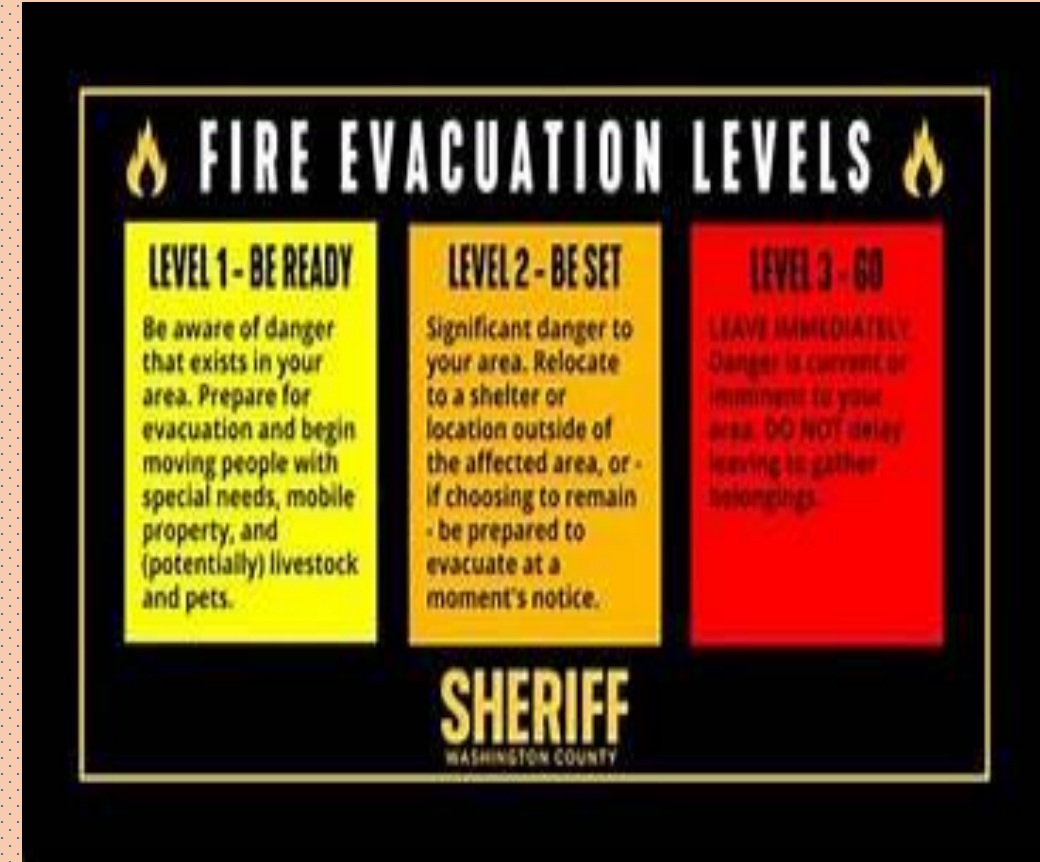 FIRE EVACUATION LEVELS
LEVEL 1 - BE READY
Be aware of danger
that exists in your
area. Prepare for
evacuation and begin
moving people with
special needs, mobile
property, and
(potentially) livestock
and pets.
LEVEL 2 - BE SET
Significant danger to
your area. Relocate
to a shelter or
location outside of
the affected area, or -
if choosing to remain
- be prepared to
evacuate at a
moment's notice.
LEVEL 3 - GO
LEAVE IMMEDIATELY.
Danger is current or
imminent to your
area. DO NOT delay
leaving to gather
belongings.
SHERIFF
WASHINGTON COUNTY